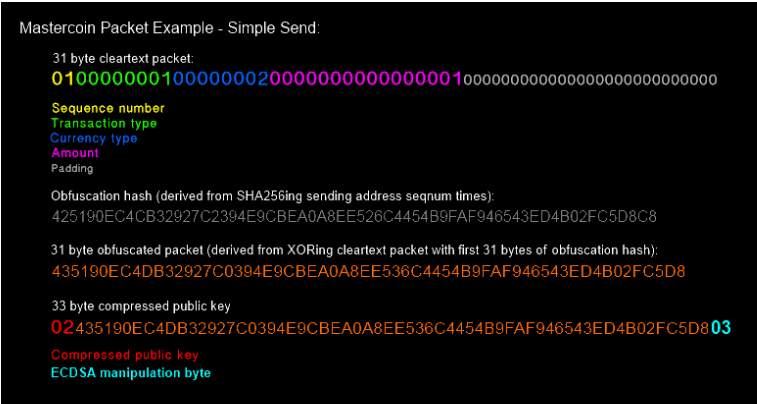 Mastercoin Packet Example - Simple Send:
31 byte cleartext packet:
01000000010000000200000000000000010000000000000000000000000000
Sequence number
Transaction type
Currency type
Amount
Padding
Obfuscation hash (derived from SHA256ing sending address seqnum times):
425190EC4CB32927C2394E9CBEA0A8EE526C4454B9FAF946543ED4B02FC5D8C8
31 byte obfuscated packet (derived from XORing cleartext packet with first 31 bytes of obfuscation hash):
435190EC4DB32927C0394E9CBEA0A8EE536C4454B9FAF946543ED4B02FC5D8
33 byte compressed public key
02435190EC4DB32927C0394E9CBEA0A8EE536C4454B9FAF946543ED4B02FC5D803
Compressed public key
ECDSA manipulation byte